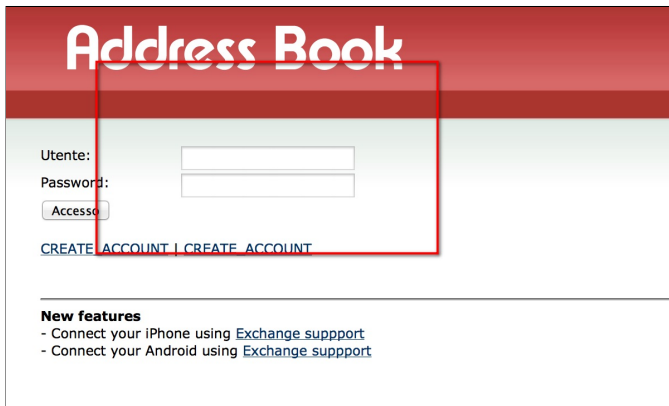 Address Book
Utente:
Password:
Accesso
CREATE_ACCOUNT | CREATE_ACCOUNT
New features
- Connect your iPhone using Exchange suppport
- Connect your Android using Exchange suppport